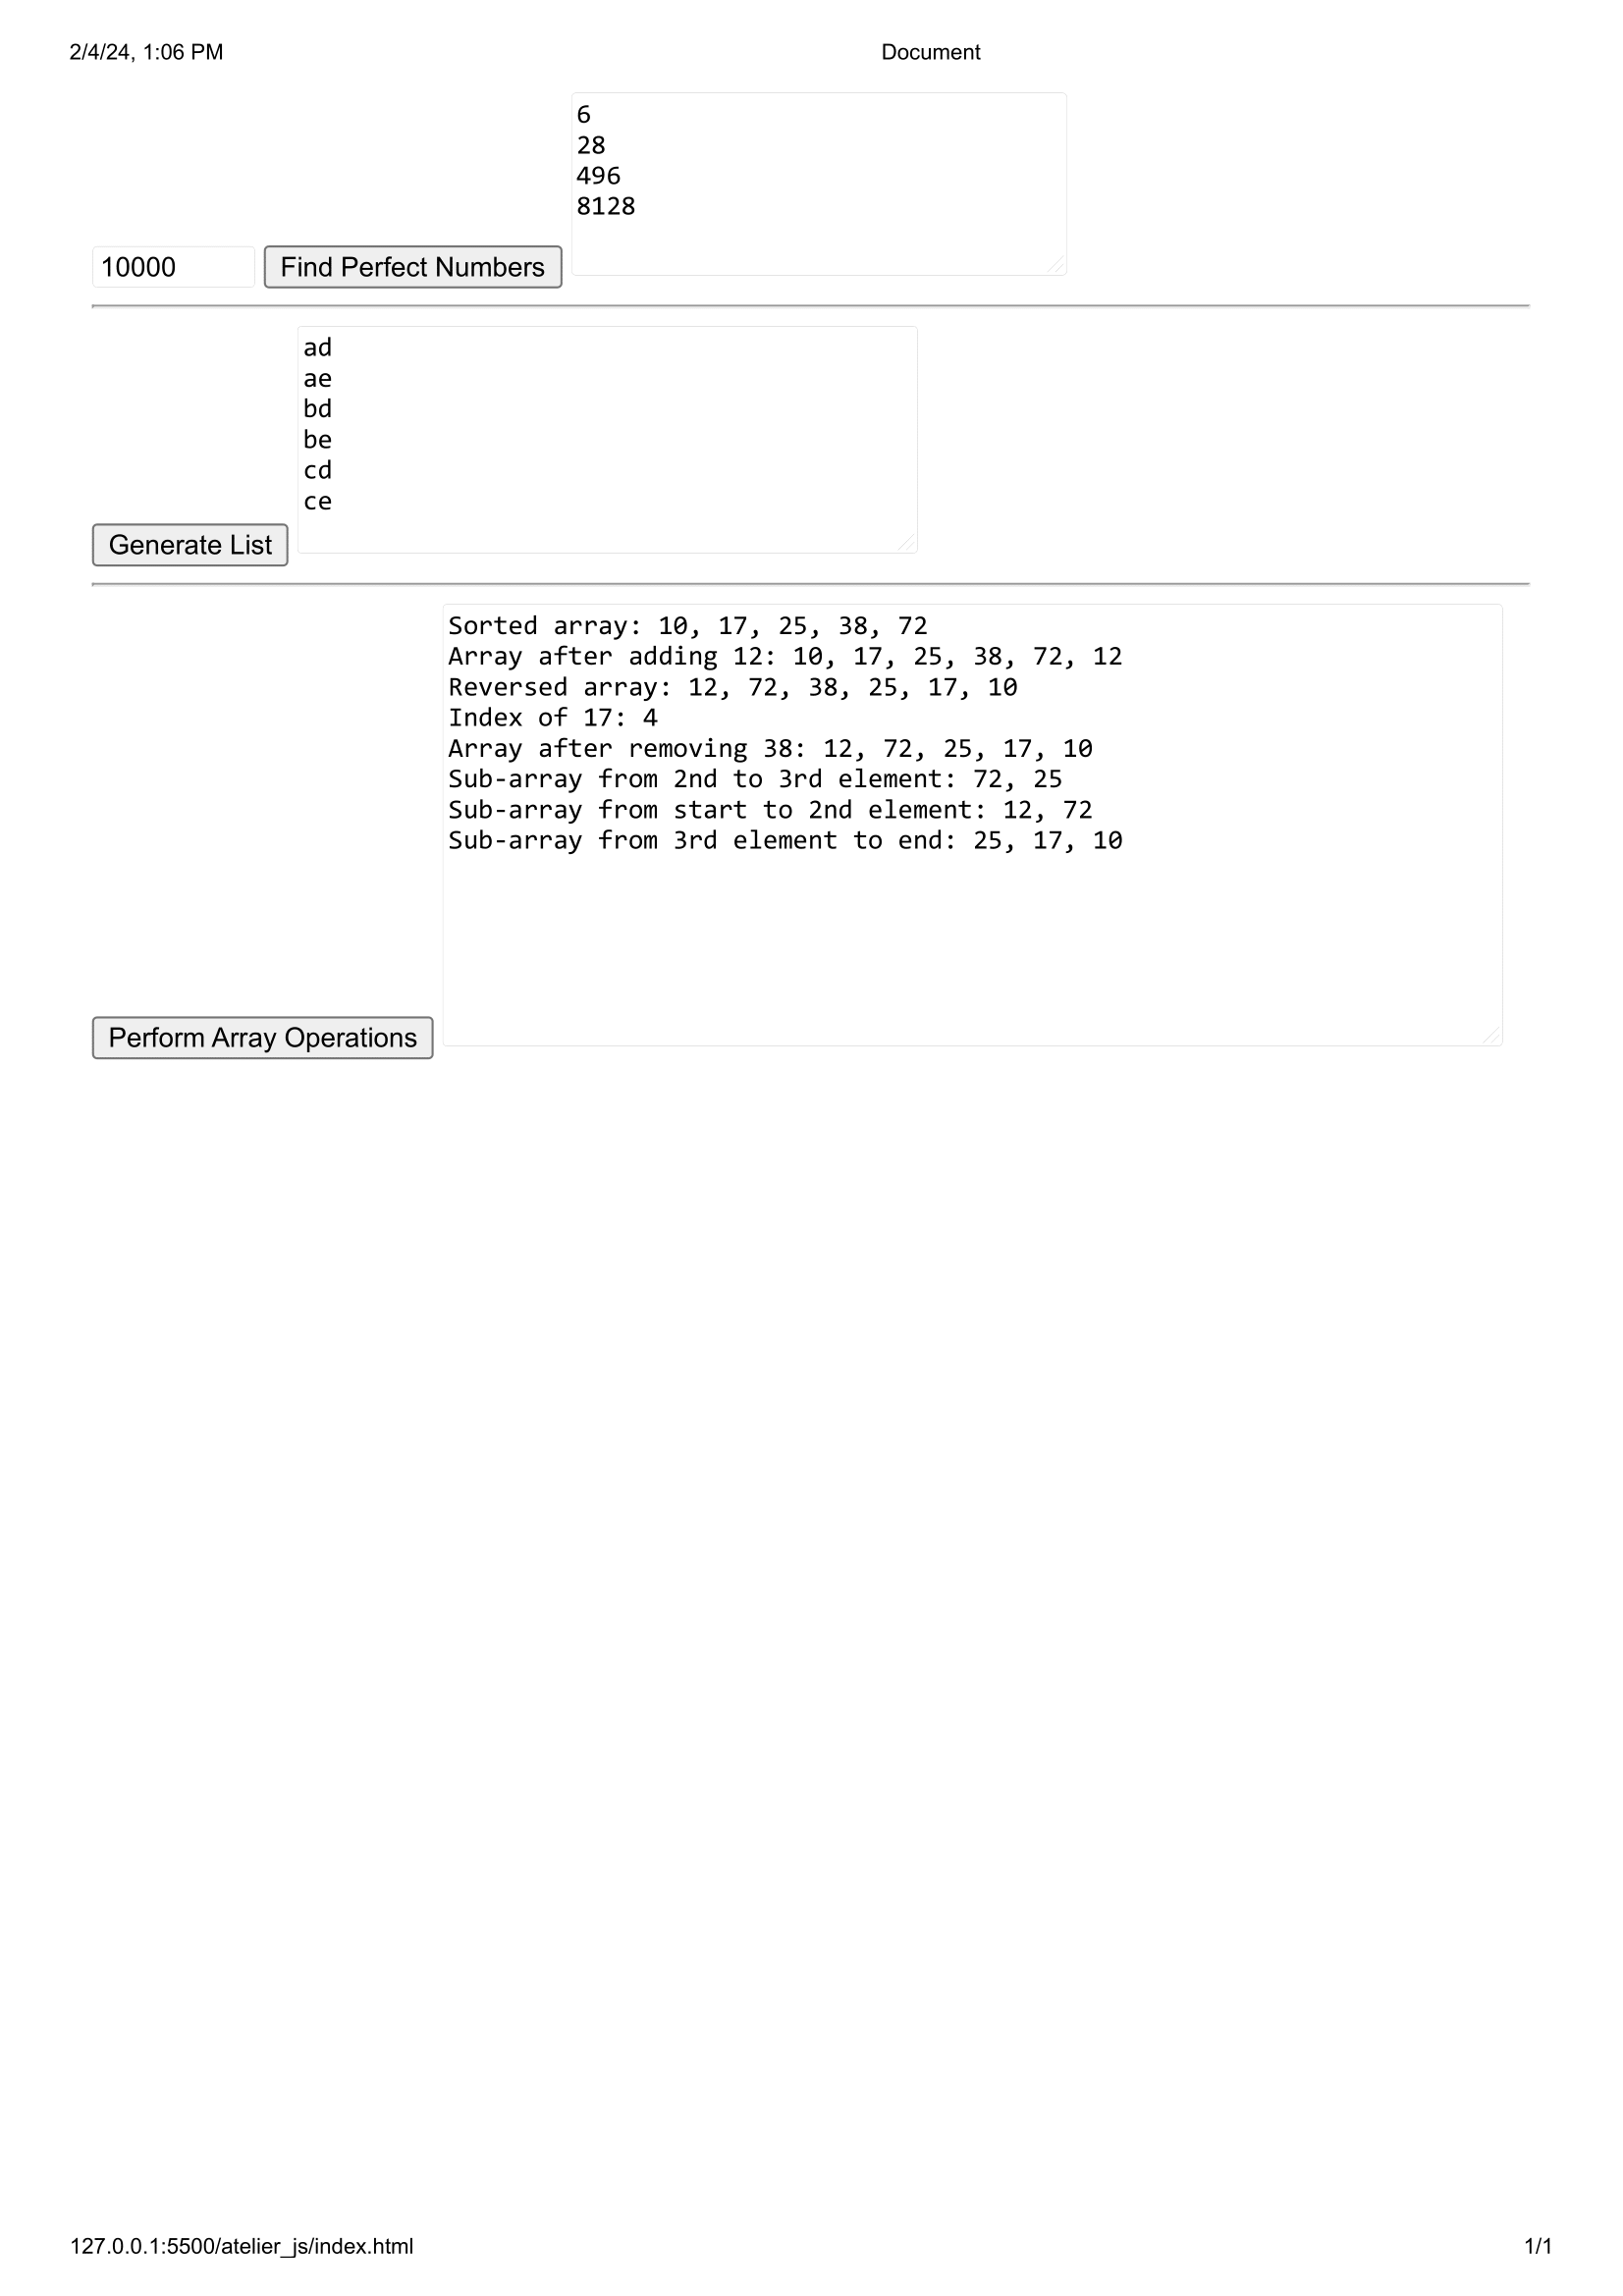 2/4/24, 1:06 PM Document
6
28
496
8128
10000 Find Perfect Numbers
ad
ae
bd
be
cd
ce
Generate List
Sorted array: 10, 17, 25, 38, 72
Array after adding 12: 10, 17, 25, 38, 72, 12
Reversed array: 12, 72, 38, 25, 17, 10
Index of 17: 4
Array after removing 38: 12, 72, 25, 17, 10
Sub-array from 2nd to 3rd element: 72, 25
Sub-array from start to 2nd element: 12, 72
Sub-array from 3rd element to end: 25, 17, 10
Perform Array Operations
127.0.0.1:5500/atelier_js/index.html 1/1